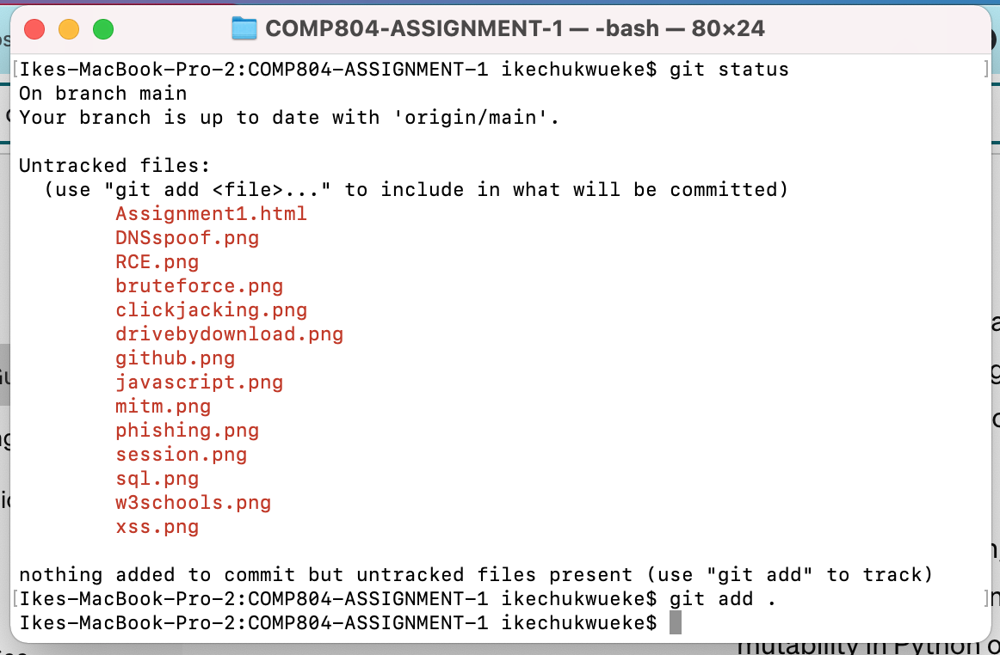 COMP804-ASSIGNMENT-1 — -bash — 80×24
[Ikes-MacBook-Pro-2:COMP804-ASSIGNMENT-1 ikechukwueke$ git status ]
On branch main
Your branch is up to date with 'origin/main'.
Untracked files:
(use "git add <file>..." to include in what will be committed)
Assignment1.html
DNSspoof.png
RCE.png
bruteforce.png
clickjacking.png
drivebydownload.png
github.png
javascript.png
mitm.png
phishing.png
session.png
sql.png
w3schools.png
xss.png
nothing added to commit but untracked files present (use "git add" to track)
[Ikes-MacBook-Pro-2:COMP804-ASSIGNMENT-1 ikechukwueke$ git add . ]
Ikes-MacBook-Pro-2:COMP804-ASSIGNMENT-1 ikechukwueke$
mutability in Python